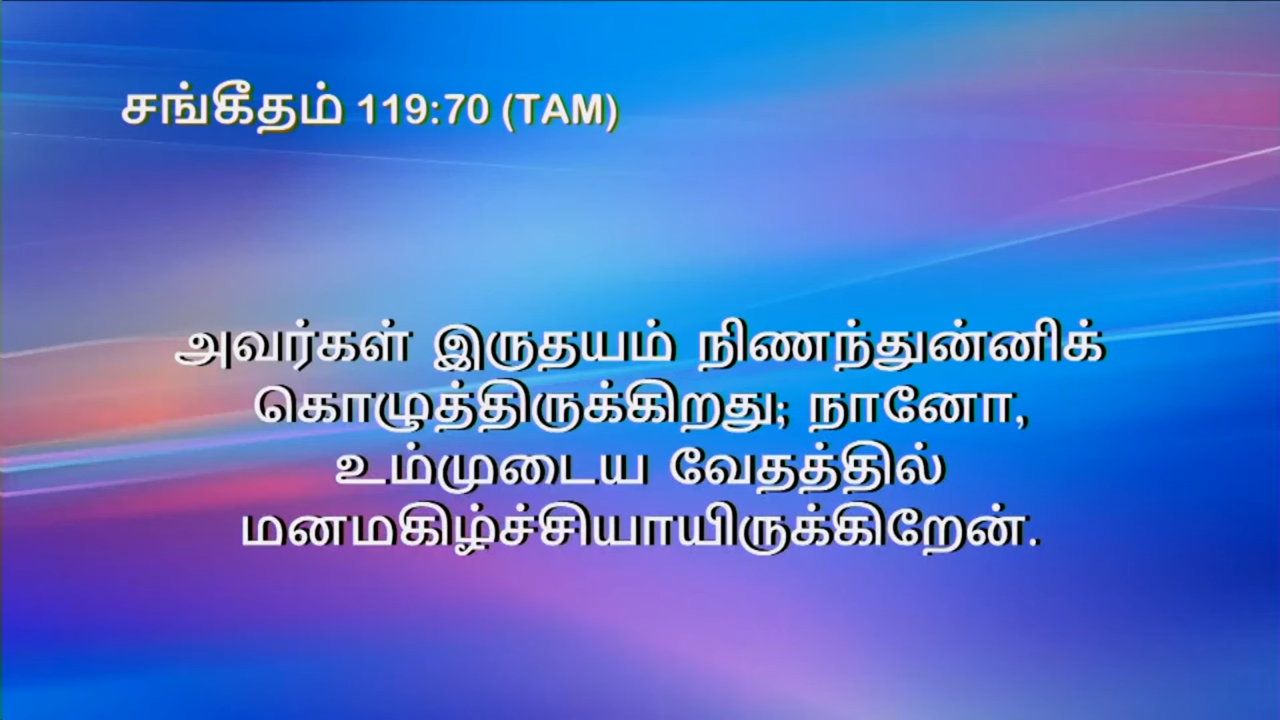 சங்கீதம் 119:70 (TAM)
அவர்கள் இருதயம் நிணந்துன்னிக்
கொழுத்திருக்கிறது; நானோ,
உம்முடைய வேதத்தில்
மனமகிழ்ச்சியாயிருக்கிறேன்.